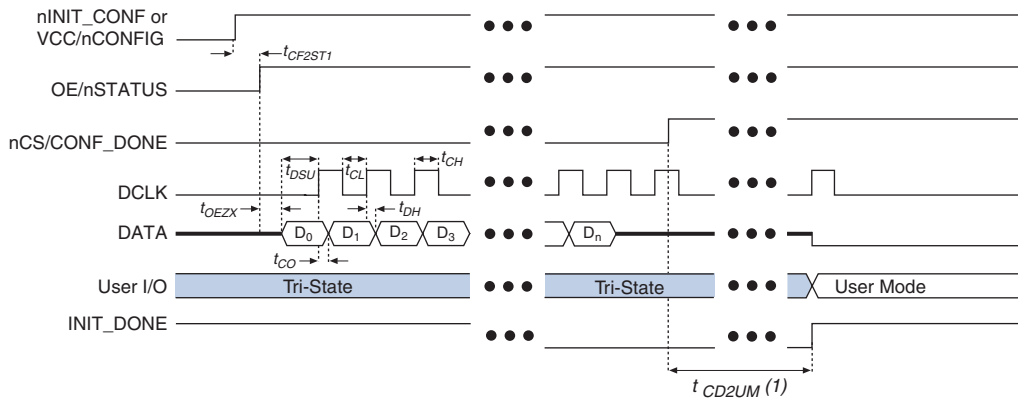 nINIT_CONF or
VCC/nCONFIG
tCF2ST1
OE/nSTATUS
nCS/CONF_DONE
tDSU
tCL
tCH
DCLK
tOEZX
tDH
DATA
D0
D1
D2
D3
Dn
tCO
User I/O
Tri-State
Tri-State
User Mode
INIT_DONE
t CD2UM (1)